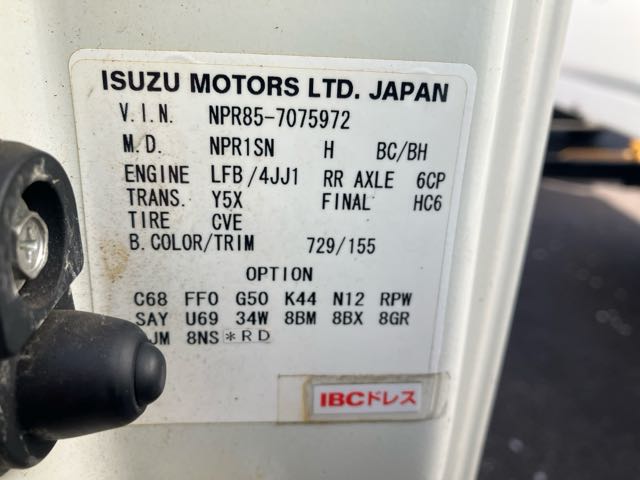 ISUZU MOTORS LTD. JAPAN
V.I.N. NPR85-7075972
M.D. NPR1SN H BC/BH
ENGINE LFB/4JJ1 RR AXLE 6CP
TRANS. Y5X FINAL HC6
TIRE CVE
B.COLOR/TRIM 729/155
OPTION
C68 FF0 G50 K44 N12 RPW
SAY U69 34W 8BM 8BX 8GR
JM 8NS *RD
IBCドレス